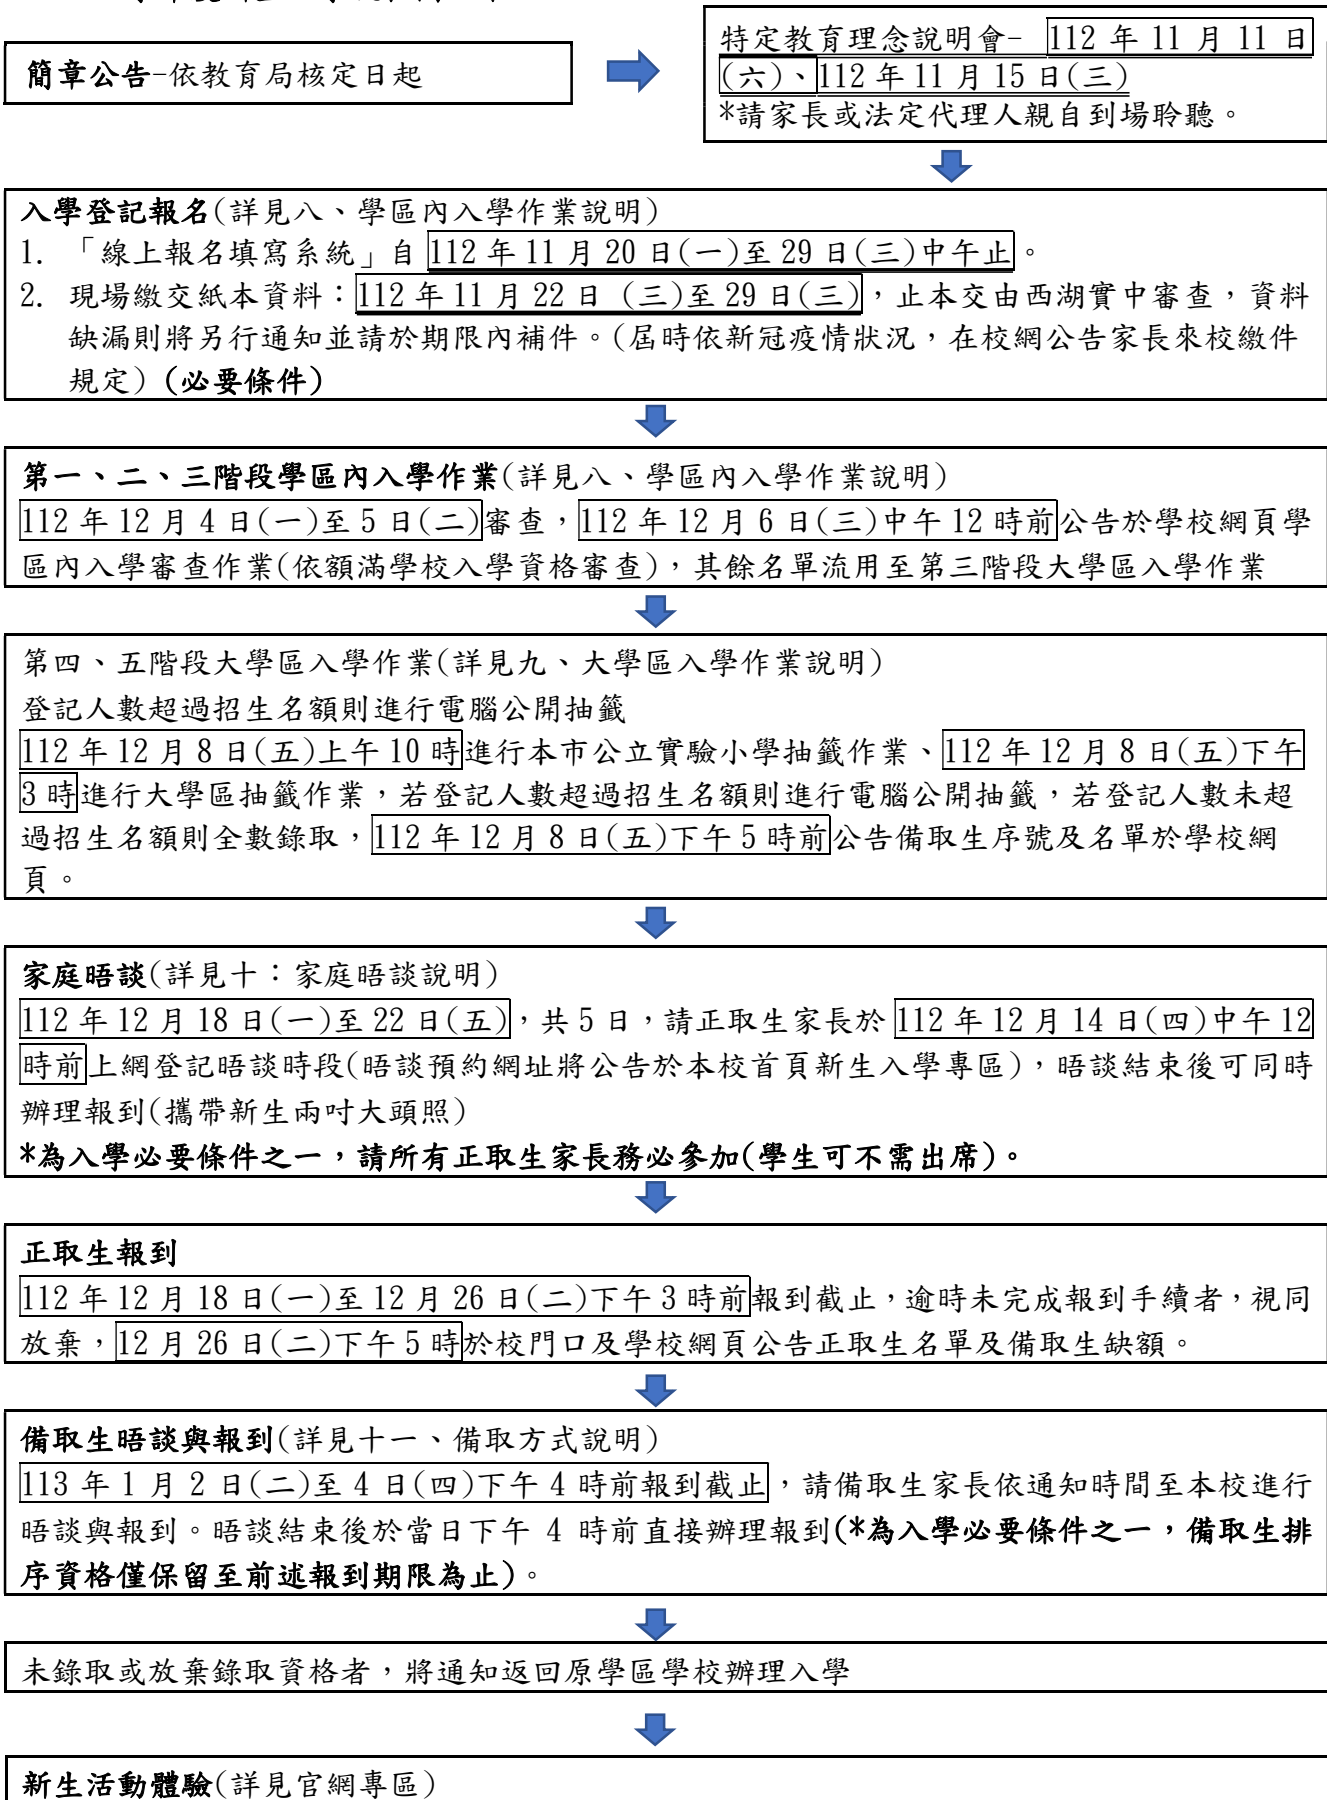 簡章公告-依教育局核定日起
特定教育理念說明會- 112 年 11 月 11 日
(六)、112 年 11 月 15 日(三)
*請家長或法定代理人親自到場聆聽。
入學登記報名(詳見八、學區內入學作業說明)
1. 「線上報名填寫系統」自 112 年 11 月 20 日(一)至 29 日(三)中午止。
2. 現場繳交紙本資料：112 年 11 月 22 日 (三)至 29 日(三)，止本交由西湖實中審查，資料
缺漏則將另行通知並請於期限內補件。(屆時依新冠疫情狀況，在校網公告家長來校繳件
規定) (必要條件)
第一、二、三階段學區內入學作業(詳見八、學區內入學作業說明)
112 年 12 月 4 日(一)至 5 日(二)審查，112 年 12 月 6 日(三)中午 12 時前公告於學校網頁學
區內入學審查作業(依額滿學校入學資格審查)，其餘名單流用至第三階段大學區入學作業
第四、五階段大學區入學作業(詳見九、大學區入學作業說明)
登記人數超過招生名額則進行電腦公開抽籤
112 年 12 月 8 日(五)上午 10 時進行本市公立實驗小學抽籤作業、112 年 12 月 8 日(五)下午
3 時進行大學區抽籤作業，若登記人數超過招生名額則進行電腦公開抽籤，若登記人數未超
過招生名額則全數錄取，112 年 12 月 8 日(五)下午 5 時前公告備取生序號及名單於學校網
頁。
家庭晤談(詳見十：家庭晤談說明)
112 年 12 月 18 日(一)至 22 日(五)，共 5 日，請正取生家長於 112 年 12 月 14 日(四)中午 12
時前上網登記晤談時段(晤談預約網址將公告於本校首頁新生入學專區)，晤談結束後可同時
辦理報到(攜帶新生兩吋大頭照)
*為入學必要條件之一，請所有正取生家長務必參加(學生可不需出席)。
正取生報到
112 年 12 月 18 日(一)至 12 月 26 日(二)下午 3 時前報到截止，逾時未完成報到手續者，視同
放棄，12 月 26 日(二)下午 5 時於校門口及學校網頁公告正取生名單及備取生缺額。
備取生晤談與報到(詳見十一、備取方式說明)
113 年 1 月 2 日(二)至 4 日(四)下午 4 時前報到截止，請備取生家長依通知時間至本校進行
晤談與報到。晤談結束後於當日下午 4 時前直接辦理報到(*為入學必要條件之一，備取生排
序資格僅保留至前述報到期限為止)。
未錄取或放棄錄取資格者，將通知返回原學區學校辦理入學
新生活動體驗(詳見官網專區)